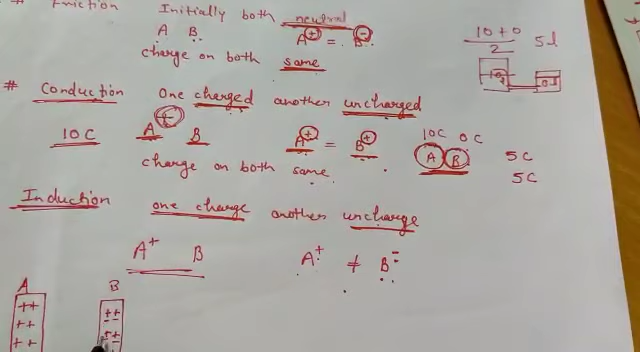 # Friction Initially both neutral
A B. A⊕ = B⊖
charge on both same
10+0
2
5l
# Conduction One charged another uncharged
10C A+ B A+ = B+
charge on both same.
10C 0C
A B
5C
5C
Induction one charge another uncharge
A+ B A+ ≠ B-
A B
++ ++
++ ++
++